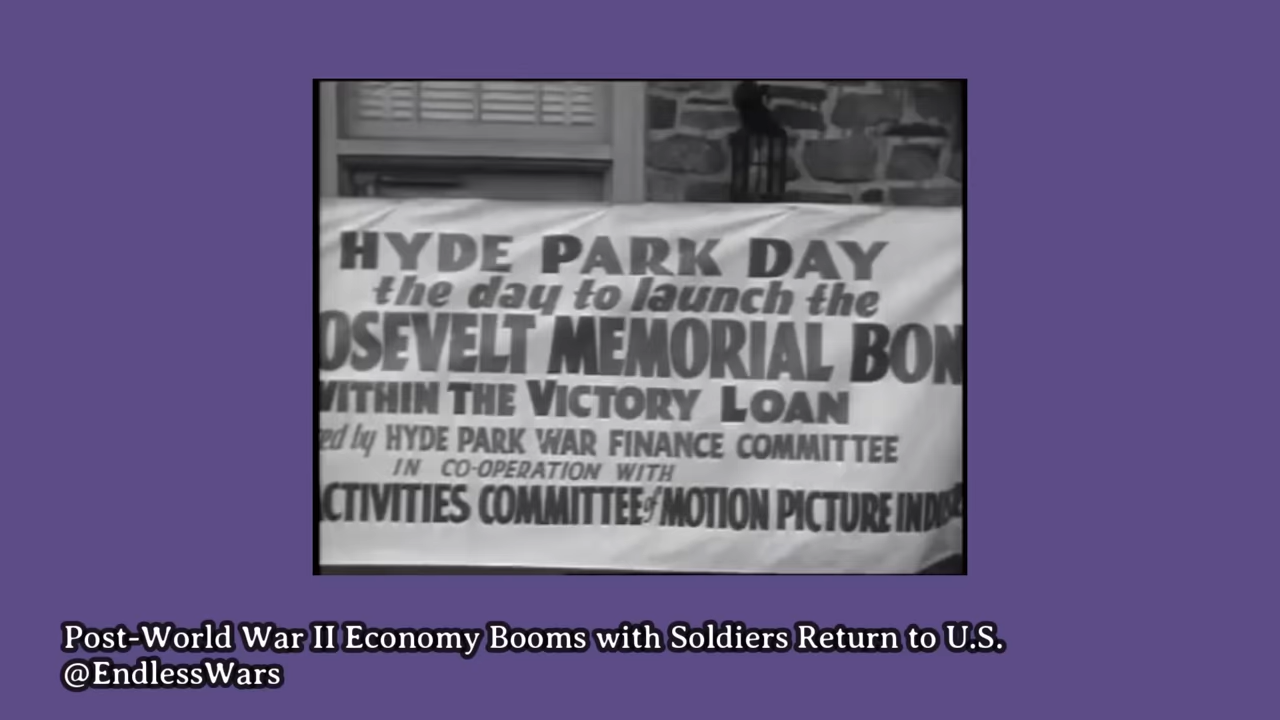 HYDE PARK DAY
the day to launch the
OSEVELT MEMORIAL BON
WITHIN THE VICTORY LOAN
ed by HYDE PARK WAR FINANCE COMMITTEE
IN CO-OPERATION WITH
CTIVITIES COMMITTEE of MOTION PICTURE IND
Post-World War II Economy Booms with Soldiers Return to U.S.
@EndlessWars